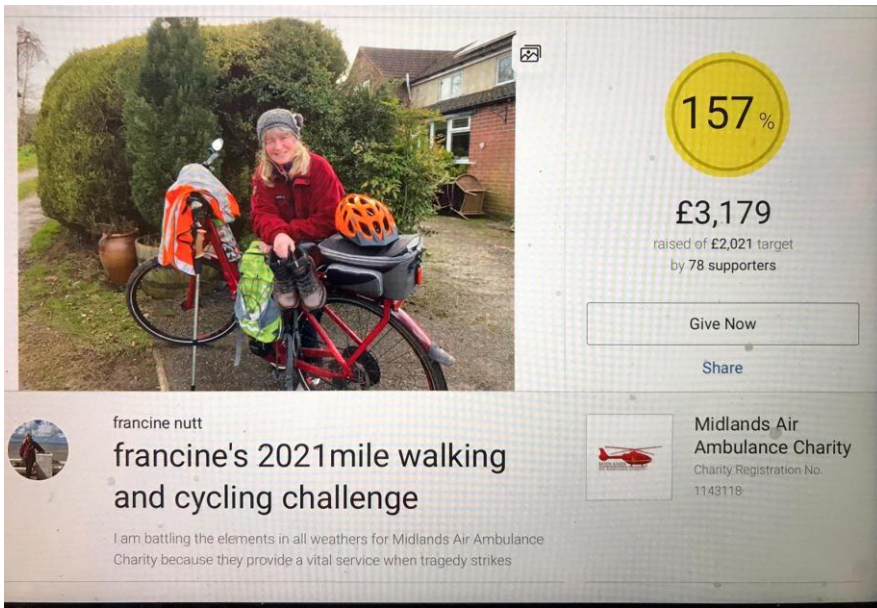 157 %
£3,179
raised of £2,021 target
by 78 supporters
Give Now
Share
francine nutt
francine's 2021mile walking
and cycling challenge
I am battling the elements in all weathers for Midlands Air Ambulance
Charity because they provide a vital service when tragedy strikes
Midlands Air
Ambulance Charity
Charity Registration No.
1143118